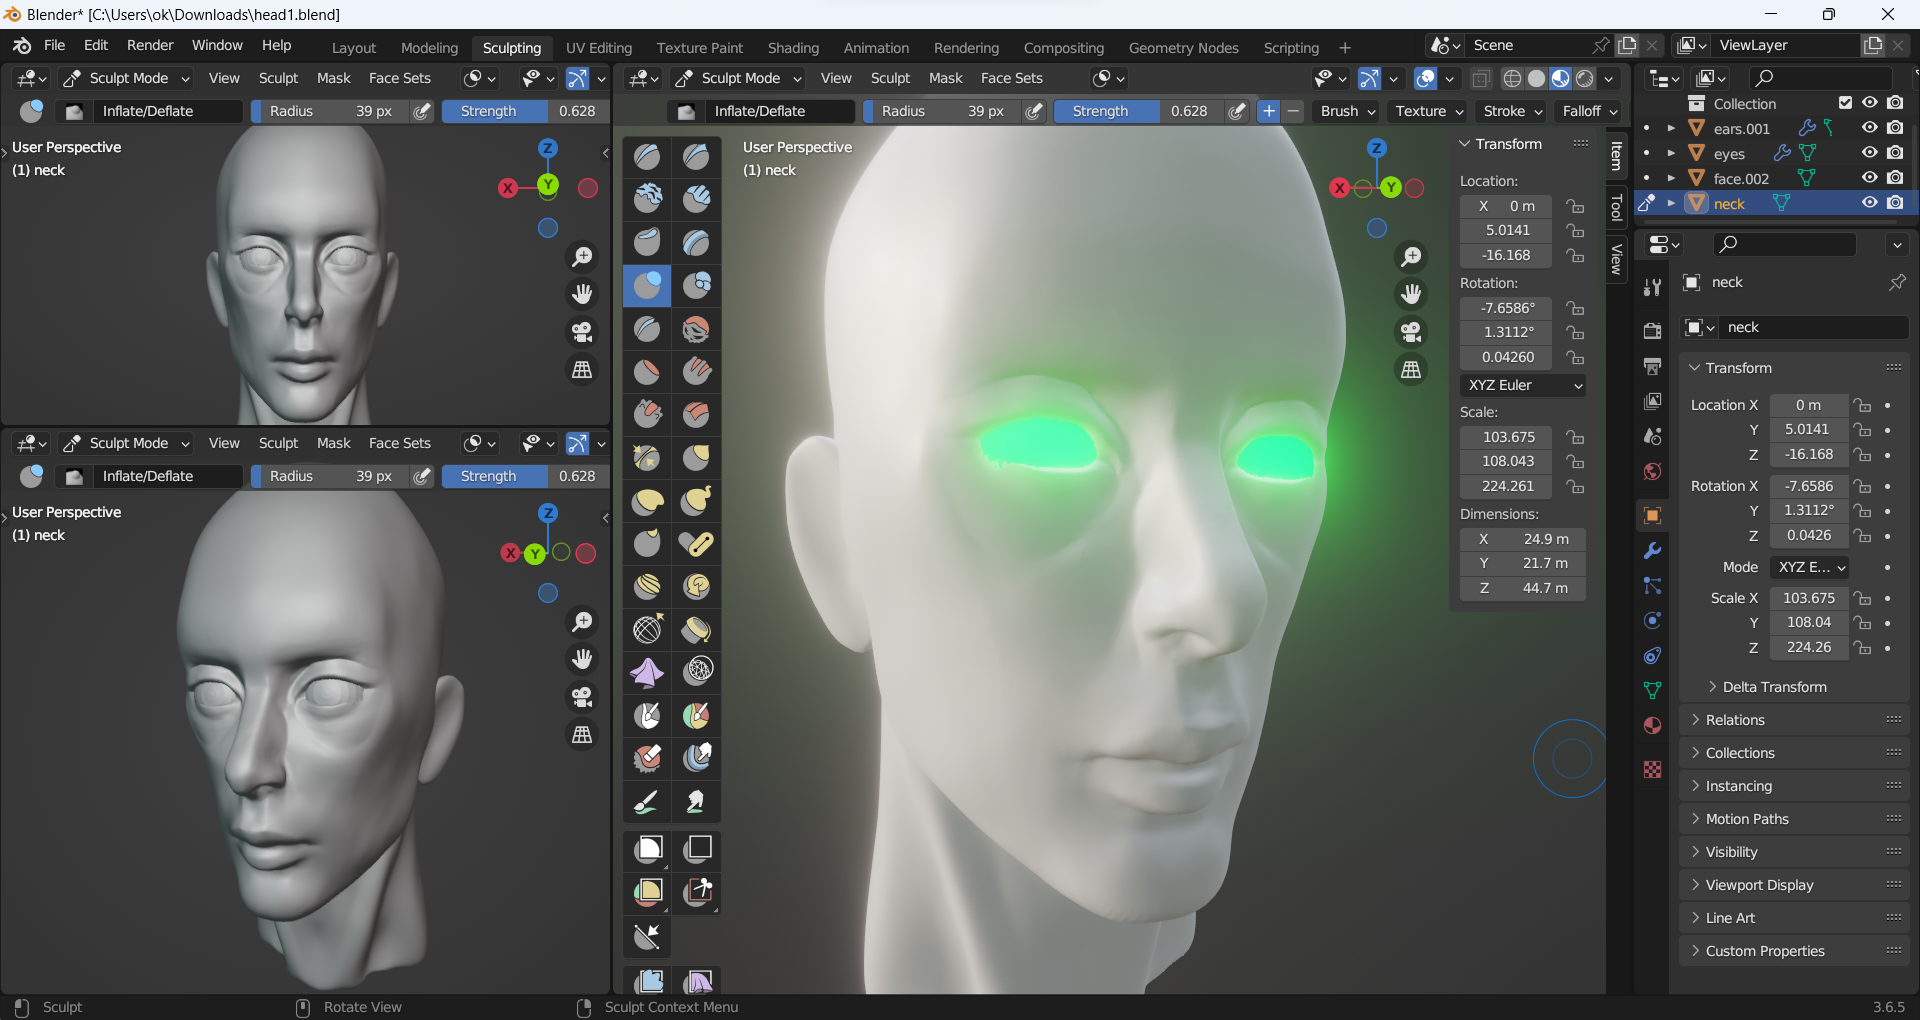 Blender* [C:\Users\ok\Downloads\head1.blend]
File Edit Render Window Help Layout Modeling Sculpting UV Editing Texture Paint Shading Animation Rendering Compositing Geometry Nodes Scripting + Scene ViewLayer
Sculpt Mode View Sculpt Mask Face Sets
Inflate/Deflate Radius 39 px Strength 0.628
User Perspective
(1) neck
Z
X Y
Sculpt Mode View Sculpt Mask Face Sets
Inflate/Deflate Radius 39 px Strength 0.628
User Perspective
(1) neck
Z
X Y
Sculpt Mode View Sculpt Mask Face Sets
Inflate/Deflate Radius 39 px Strength 0.628 + − Brush Texture Stroke Falloff
User Perspective
(1) neck
Z
X Y
Transform
Location:
X 0 m
5.0141
-16.168
Rotation:
-7.6586°
1.3112°
0.04260
XYZ Euler
Scale:
103.675
108.043
224.261
Dimensions:
X 24.9 m
Y 21.7 m
Z 44.7 m
Item
Tool
View
Collection
ears.001
eyes
face.002
neck
neck
neck
Transform
Location X 0 m
Y 5.0141
Z -16.168
Rotation X -7.6586
Y 1.3112°
Z 0.0426
Mode XYZ E...
Scale X 103.675
Y 108.04
Z 224.26
Delta Transform
Relations
Collections
Instancing
Motion Paths
Visibility
Viewport Display
Line Art
Custom Properties
Sculpt Rotate View Sculpt Context Menu 3.6.5